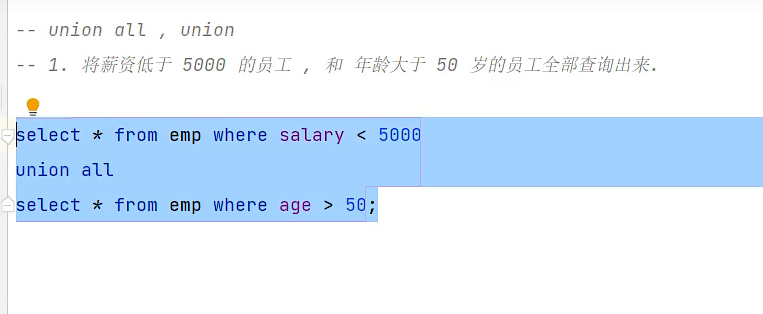 -- union all , union
-- 1. 将薪资低于 5000 的员工 , 和 年龄大于 50 岁的员工全部查询出来.
select * from emp where salary < 5000
union all
select * from emp where age > 50;